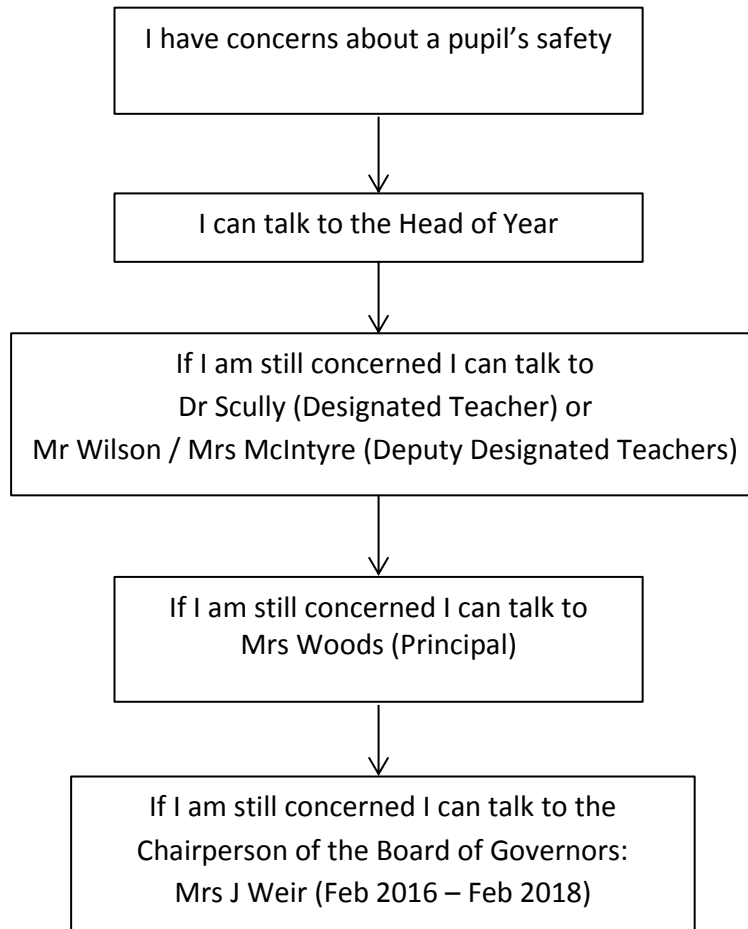 I have concerns about a pupil’s safety
I can talk to the Head of Year
If I am still concerned I can talk to
Dr Scully (Designated Teacher) or
Mr Wilson / Mrs McIntyre (Deputy Designated Teachers)
If I am still concerned I can talk to
Mrs Woods (Principal)
If I am still concerned I can talk to the
Chairperson of the Board of Governors:
Mrs J Weir (Feb 2016 – Feb 2018)